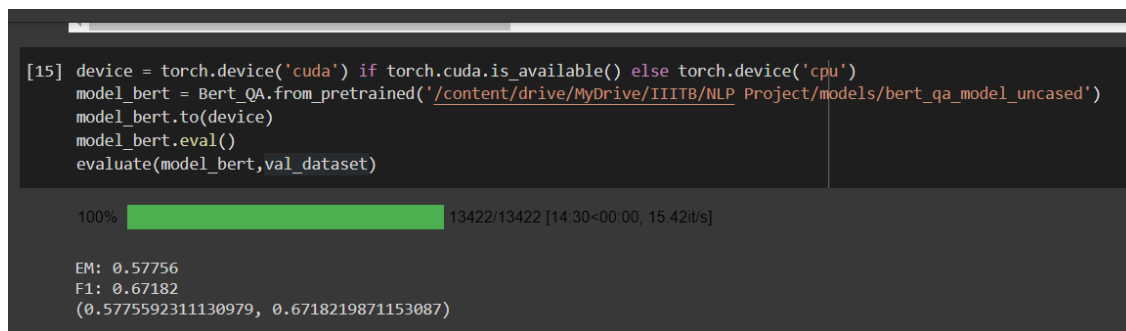 [15] device = torch.device('cuda') if torch.cuda.is_available() else torch.device('cpu')
model_bert = Bert_QA.from_pretrained('/content/drive/MyDrive/IIITB/NLP Project/models/bert_qa_model_uncased')
model_bert.to(device)
model_bert.eval()
evaluate(model_bert,val_dataset)
100% 13422/13422 [14:30<00:00, 15.42it/s]
EM: 0.57756
F1: 0.67182
(0.5775592311130979, 0.6718219871153087)